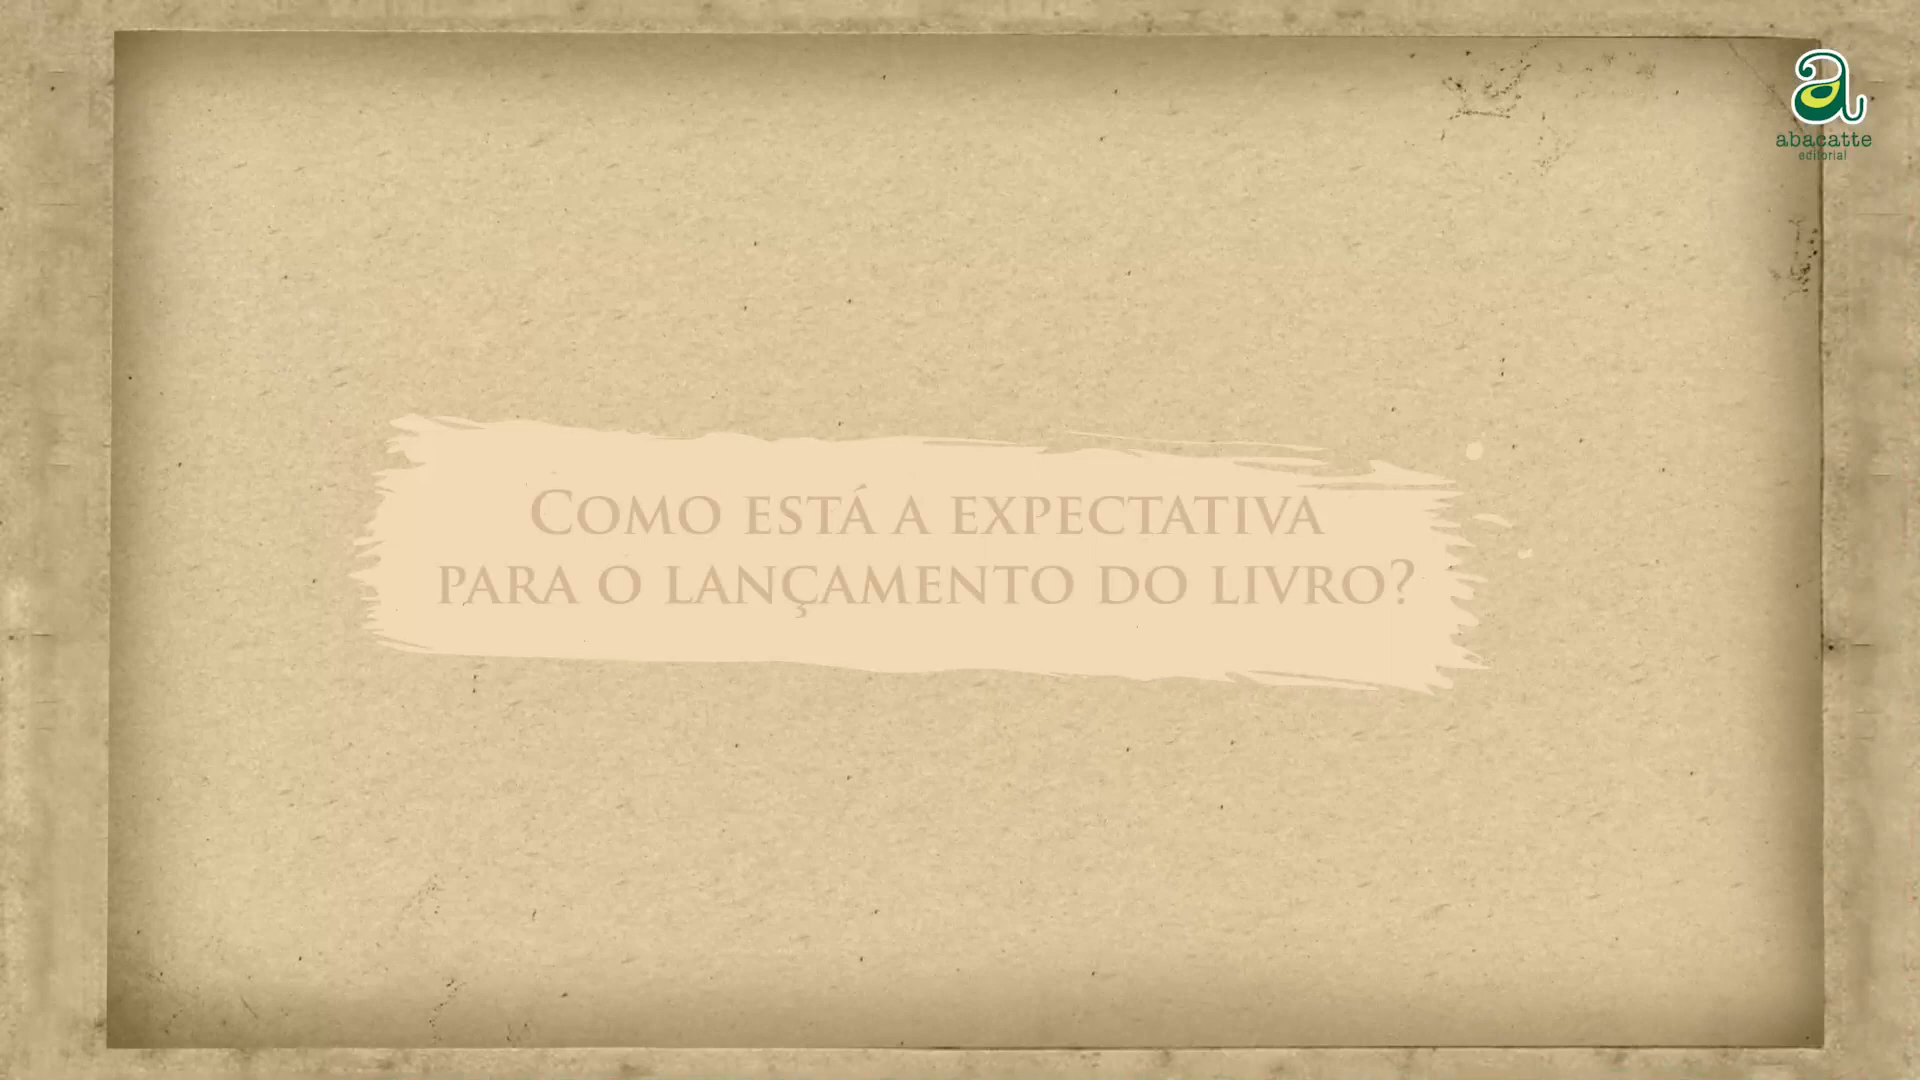 abacatte
editorial
Como está a expectativa
para o lançamento do livro?